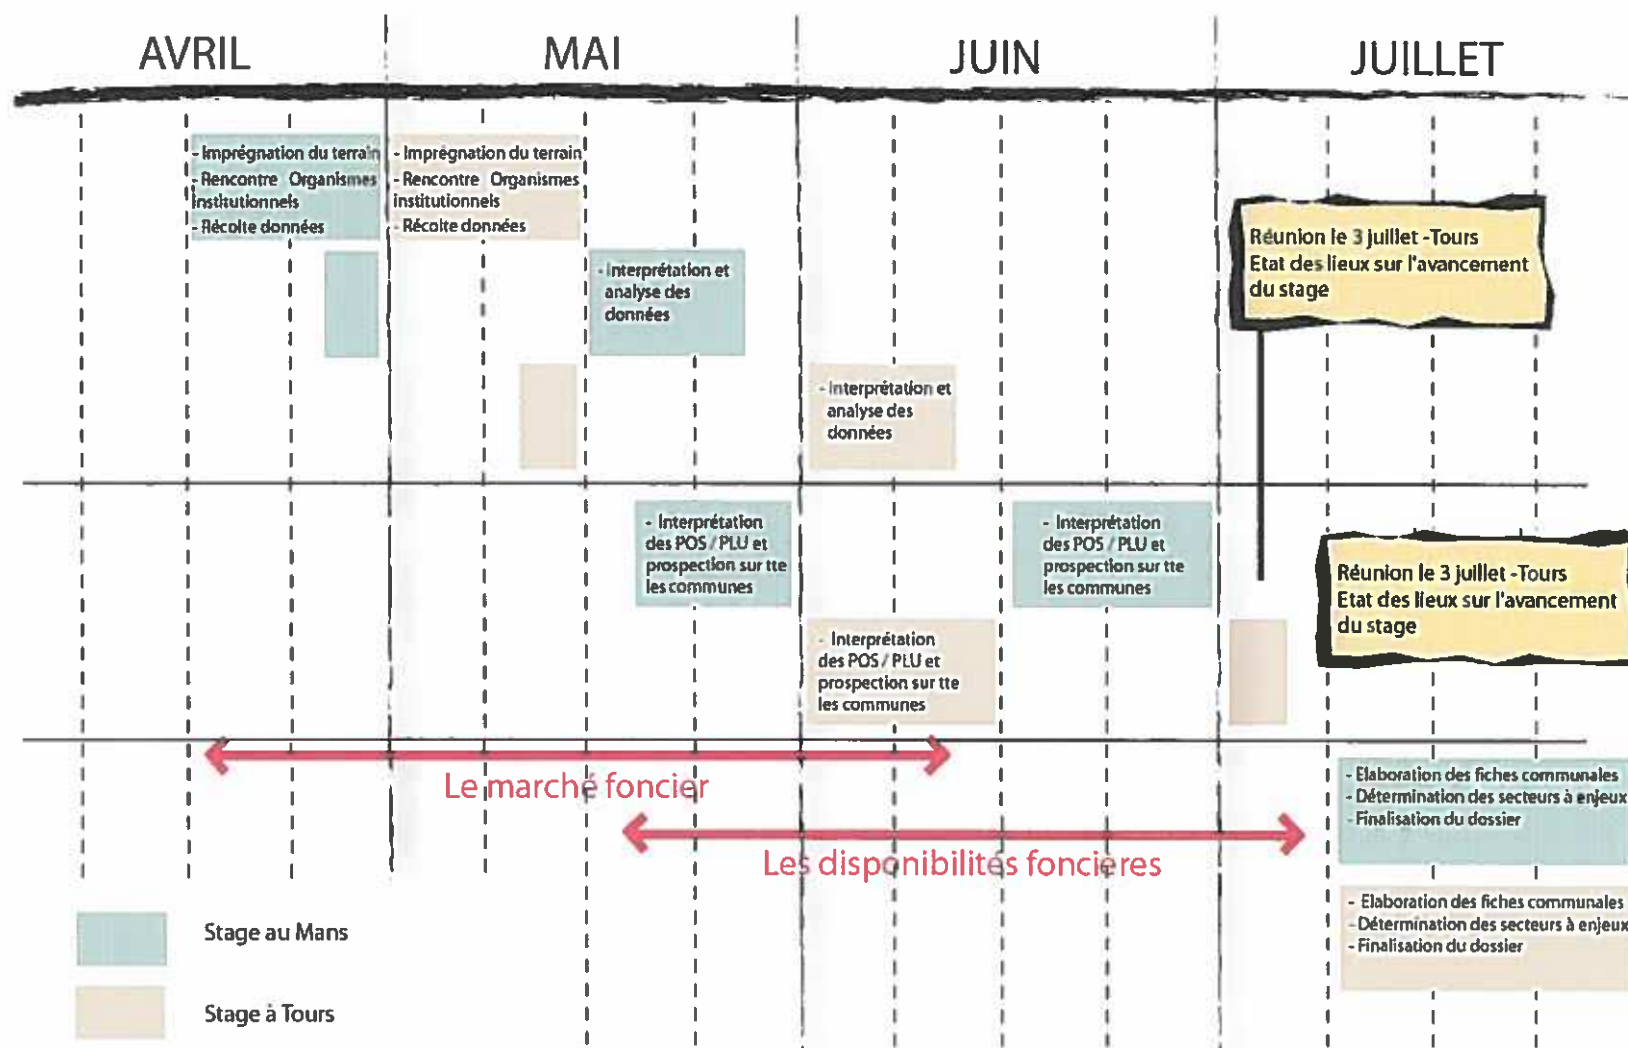 AVRIL
MAI
JUIN
JUILLET
- Imprégnation du terrain
- Rencontre Organismes
institutionnels
- Récolte données
- Imprégnation du terrain
- Rencontre Organismes
institutionnels
- Récolte données
- Interprétation et
analyse des
données
- Interprétation et
analyse des
données
Réunion le 3 juillet -Tours
Etat des lieux sur l'avancement
du stage
- Interprétation
des POS / PLU et
prospection sur tte
les communes
- Interprétation
des POS / PLU et
prospection sur tte
les communes
- Interprétation
des POS / PLU et
prospection sur tte
les communes
Réunion le 3 juillet -Tours
Etat des lieux sur l'avancement
du stage
Le marché foncier
Les disponibilités foncières
- Elaboration des fiches communales
- Détermination des secteurs à enjeux
- Finalisation du dossier
- Elaboration des fiches communales
- Détermination des secteurs à enjeux
- Finalisation du dossier
Stage au Mans
Stage à Tours